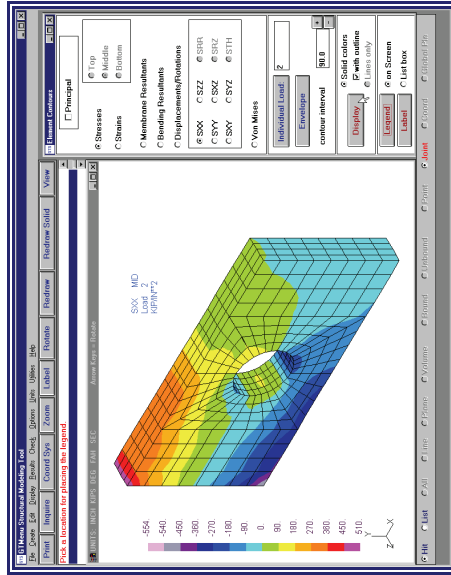 GTMenu Structural Modeling Tool
File Create Edit Display Results Check Options Units Utilities Help
Print Inquire Coord Sys Zoom Label Rotate Redraw Redraw Solid View
Pick a location for placing the legend.
UNITS INCH KIPS DEG FAH SEC Arrow Keys = Rotate
SXX MID
Load 2
KIP/IN**2
-554.
-540.
-450.
-360.
-270.
-180.
-90.
0.
90.
180.
270.
360.
450.
510.
Y
X
Z
Hit List All Line Plane Volume Bound Unbound Point Joint Coord Global Pie
Element Contours
Principal
Stresses Top
Middle
Strains Bottom
Membrane Resultants
Bending Resultants
Displacements/Rotations
SXX SZZ SRR
SYY SXZ SRZ
SXY SYZ STH
Von Mises
Individual Load: 2
Envelope
contour interval 90.0
+
-
Display Solid colors
with outline
Lines only
Legend on Screen
Label List box